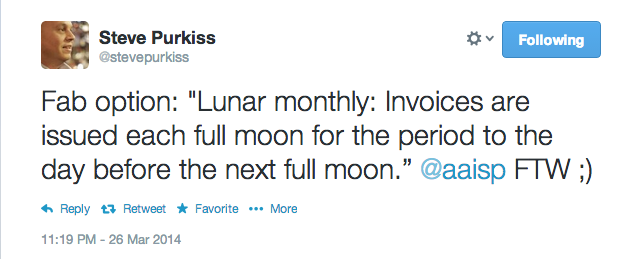 Steve Purkiss
@stevepurkiss
Following
Fab option: "Lunar monthly: Invoices are
issued each full moon for the period to the
day before the next full moon.” @aaisp FTW ;)
Reply Retweet Favorite More
11:19 PM - 26 Mar 2014